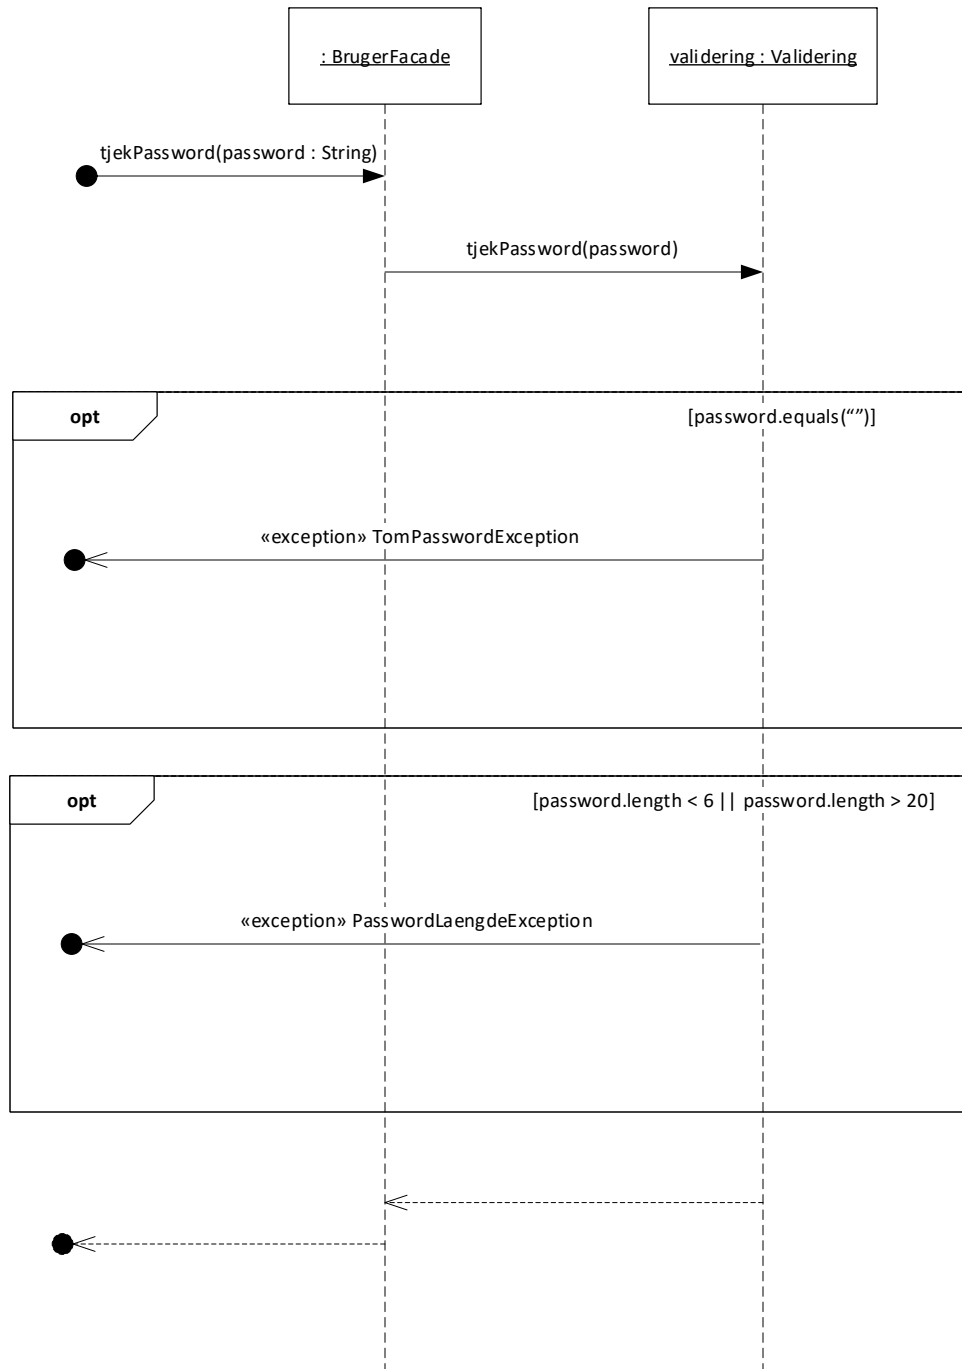 : BrugerFacade
validering : Validering
tjekPassword(password : String)
tjekPassword(password)
opt
[password.equals(“”)]
«exception» TomPasswordException
opt
[password.length < 6 || password.length > 20]
«exception» PasswordLaengdeException